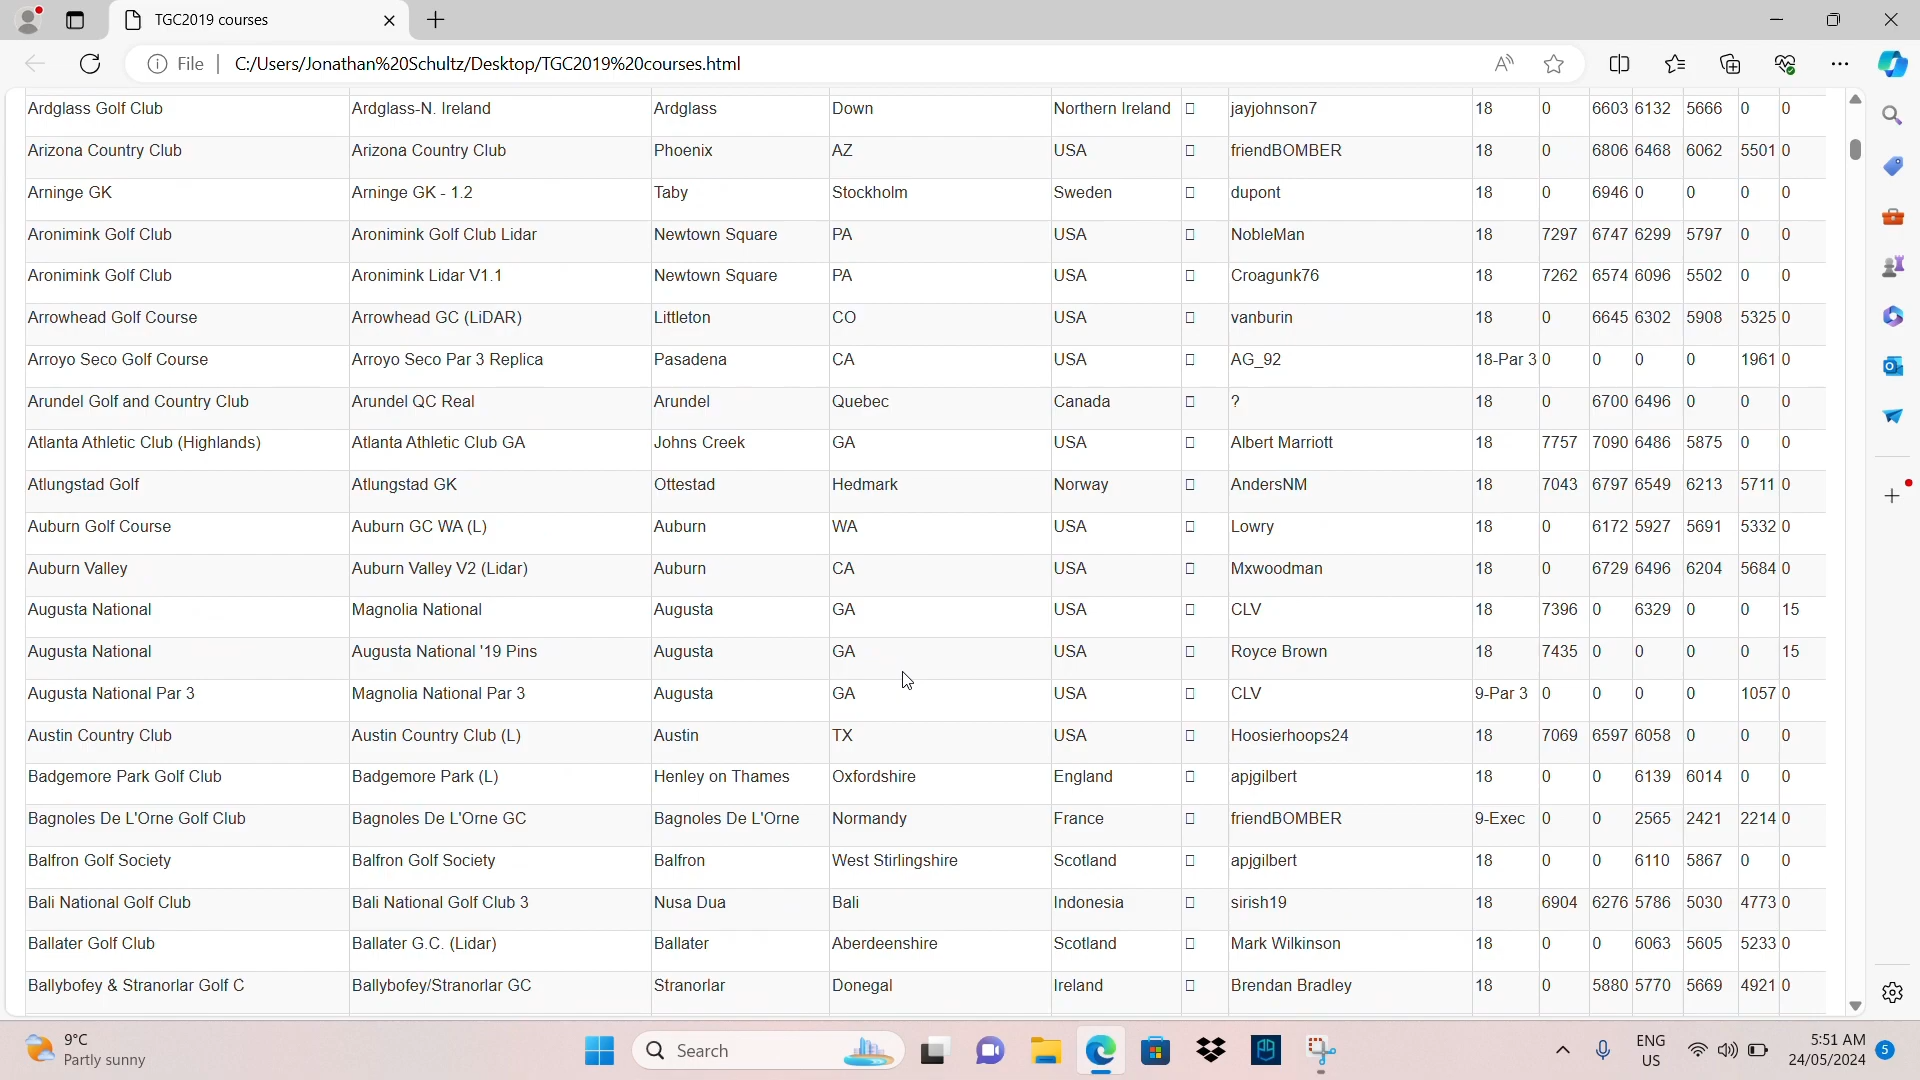 TGC2019 courses
File C:/Users/Jonathan%20Schultz/Desktop/TGC2019%20courses.html
Ardglass Golf Club Ardglass-N. Ireland Ardglass Down Northern Ireland jayjohnson7 18 0 6603 6132 5666 0 0
Arizona Country Club Arizona Country Club Phoenix AZ USA friendBOMBER 18 0 6806 6468 6062 5501 0
Arninge GK Arninge GK - 1.2 Taby Stockholm Sweden dupont 18 0 6946 0 0 0 0
Aronimink Golf Club Aronimink Golf Club Lidar Newtown Square PA USA NobleMan 18 7297 6747 6299 5797 0 0
Aronimink Golf Club Aronimink Lidar V1.1 Newtown Square PA USA Croagunk76 18 7262 6574 6096 5502 0 0
Arrowhead Golf Course Arrowhead GC (LiDAR) Littleton CO USA vanburin 18 0 6645 6302 5908 5325 0
Arroyo Seco Golf Course Arroyo Seco Par 3 Replica Pasadena CA USA AG_92 18-Par 3 0 0 0 0 1961 0
Arundel Golf and Country Club Arundel QC Real Arundel Quebec Canada ? 18 0 6700 6496 0 0 0
Atlanta Athletic Club (Highlands) Atlanta Athletic Club GA Johns Creek GA USA Albert Marriott 18 7757 7090 6486 5875 0 0
Atlungstad Golf Atlungstad GK Ottestad Hedmark Norway AndersNM 18 7043 6797 6549 6213 5711 0
Auburn Golf Course Auburn GC WA (L) Auburn WA USA Lowry 18 0 6172 5927 5691 5332 0
Auburn Valley Auburn Valley V2 (Lidar) Auburn CA USA Mxwoodman 18 0 6729 6496 6204 5684 0
Augusta National Magnolia National Augusta GA USA CLV 18 7396 0 6329 0 0 15
Augusta National Augusta National '19 Pins Augusta GA USA Royce Brown 18 7435 0 0 0 0 15
Augusta National Par 3 Magnolia National Par 3 Augusta GA USA CLV 9-Par 3 0 0 0 0 1057 0
Austin Country Club Austin Country Club (L) Austin TX USA Hoosierhoops24 18 7069 6597 6058 0 0 0
Badgemore Park Golf Club Badgemore Park (L) Henley on Thames Oxfordshire England apjgilbert 18 0 0 6139 6014 0 0
Bagnoles De L'Orne Golf Club Bagnoles De L'Orne GC Bagnoles De L'Orne Normandy France friendBOMBER 9-Exec 0 0 2565 2421 2214 0
Balfron Golf Society Balfron Golf Society Balfron West Stirlingshire Scotland apjgilbert 18 0 0 6110 5867 0 0
Bali National Golf Club Bali National Golf Club 3 Nusa Dua Bali Indonesia sirish19 18 6904 6276 5786 5030 4773 0
Ballater Golf Club Ballater G.C. (Lidar) Ballater Aberdeenshire Scotland Mark Wilkinson 18 0 0 6063 5605 5233 0
Ballybofey & Stranorlar Golf C Ballybofey/Stranorlar GC Stranorlar Donegal Ireland Brendan Bradley 18 0 5880 5770 5669 4921 0
9°C
Partly sunny
Search
ENG
US
5:51 AM
24/05/2024
5